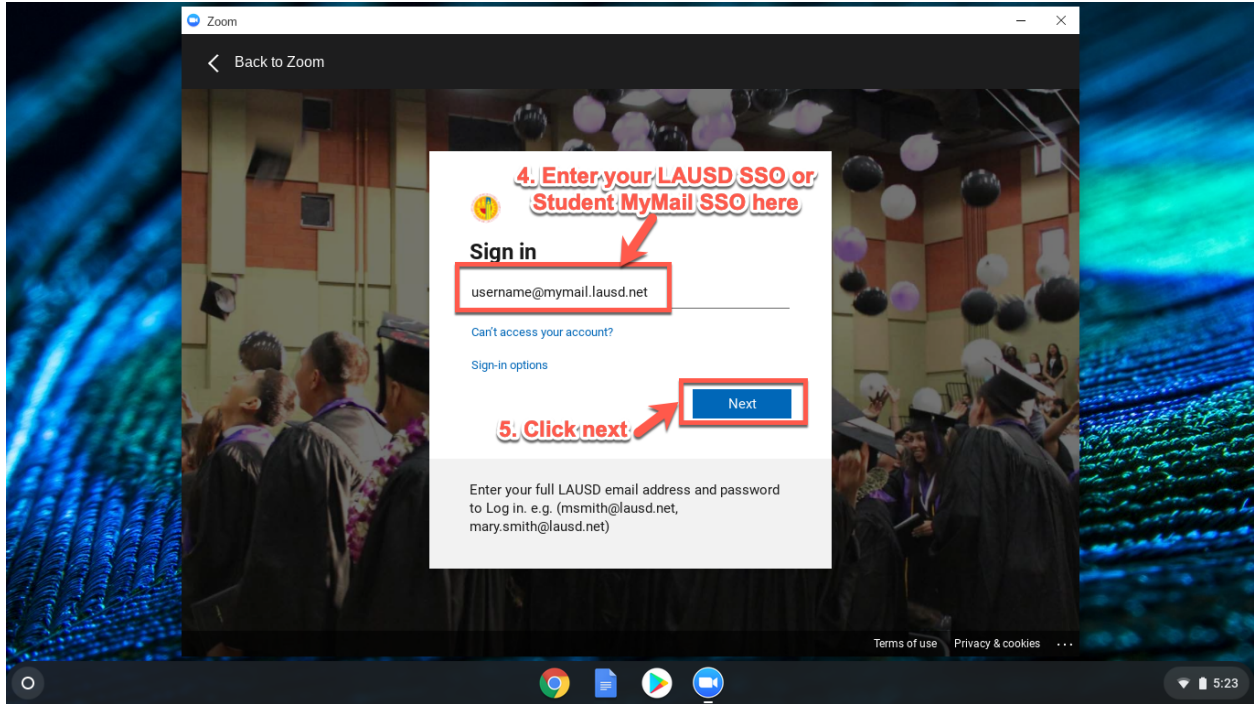 Zoom
Back to Zoom
4. Enter your LAUSD SSO or
Student MyMail SSO here
Sign in
username@mymail.lausd.net
Can't access your account?
Sign-in options
Next
5. Click next
Enter your full LAUSD email address and password
to Log in. e.g. (msmith@lausd.net,
mary.smith@lausd.net)
Terms of use Privacy & cookies ...
5:23